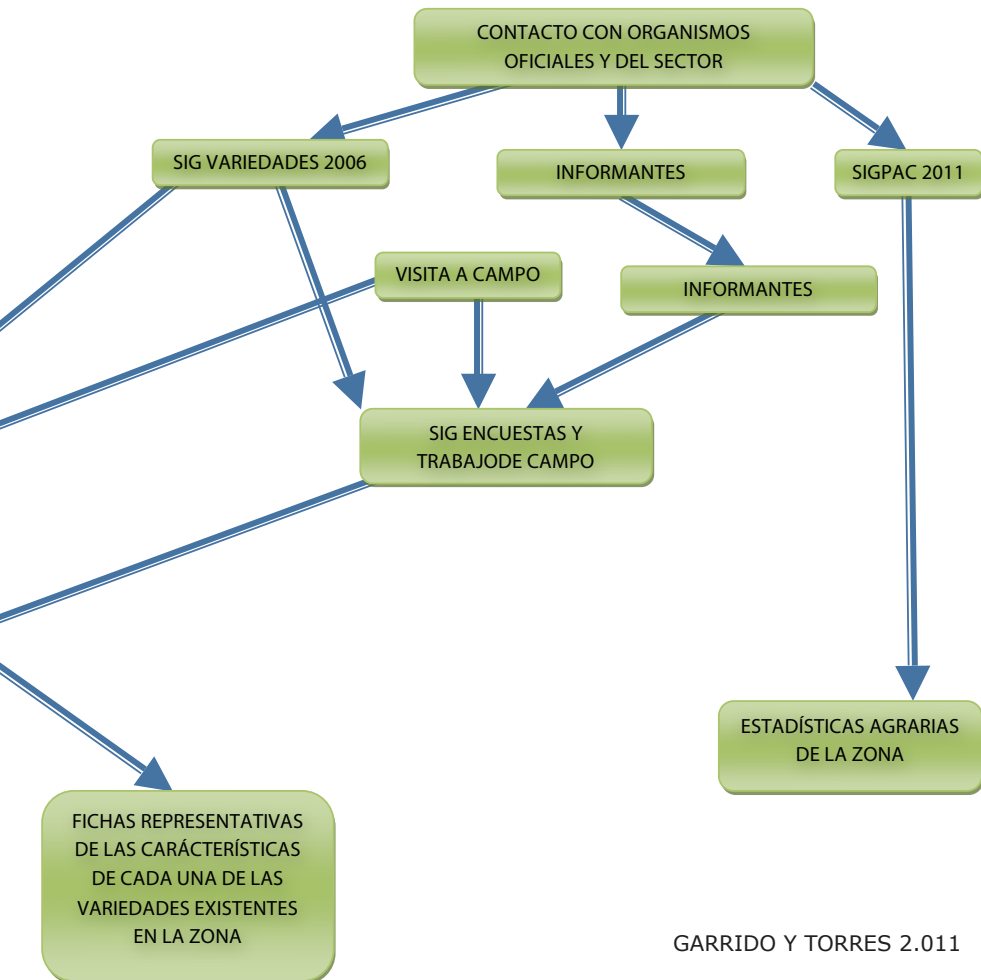 CONTACTO CON ORGANISMOS
OFICIALES Y DEL SECTOR
SIG VARIEDADES 2006
INFORMANTES
SIGPAC 2011
VISITA A CAMPO
INFORMANTES
SIG ENCUESTAS Y
TRABAJODE CAMPO
ESTADÍSTICAS AGRARIAS
DE LA ZONA
FICHAS REPRESENTATIVAS
DE LAS CARÁCTERÍSTICAS
DE CADA UNA DE LAS
VARIEDADES EXISTENTES
EN LA ZONA
GARRIDO Y TORRES 2.011